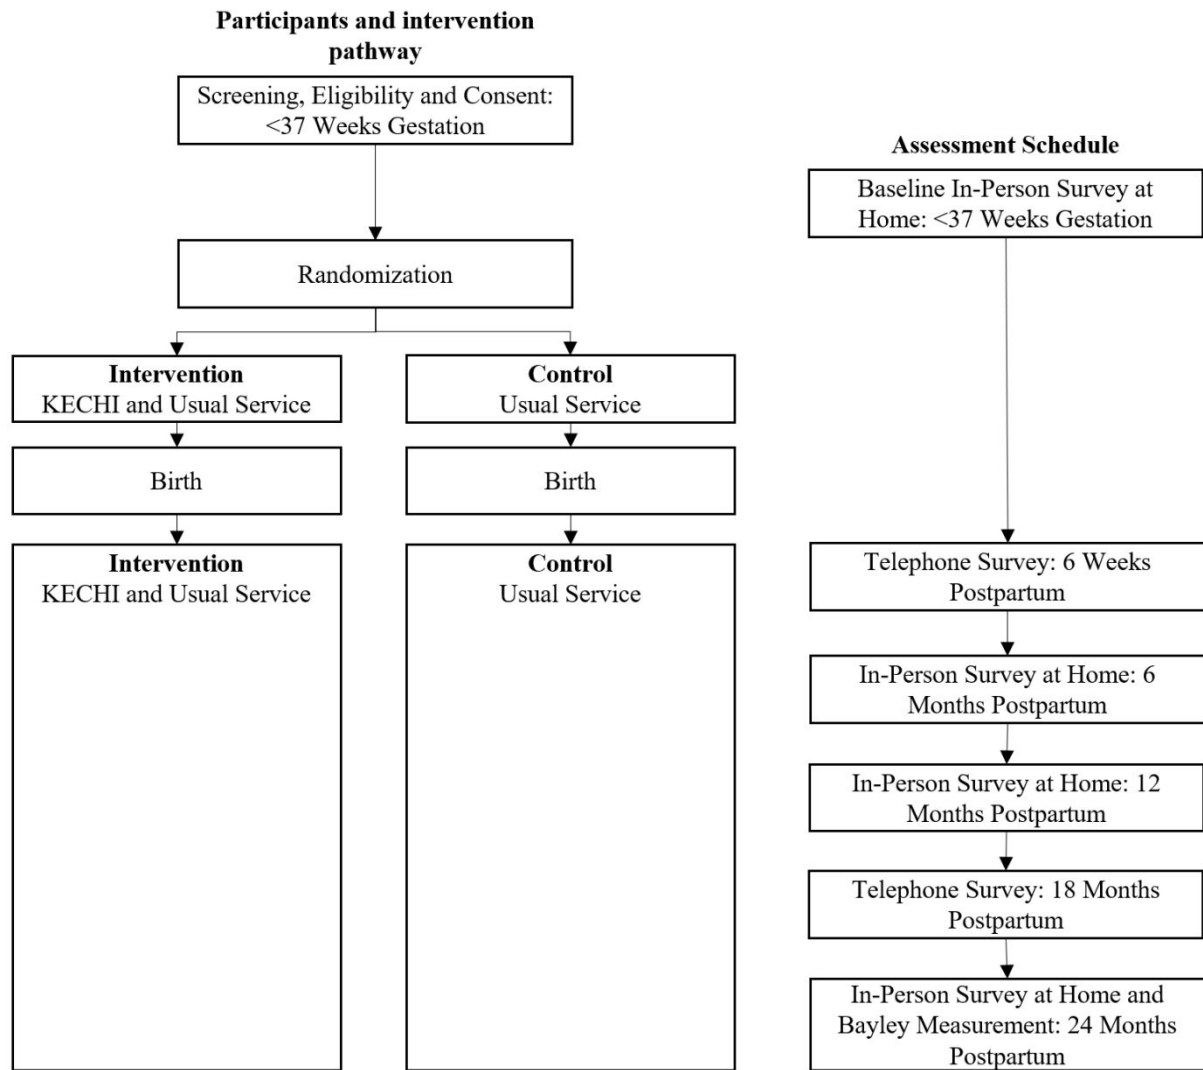 Participants and intervention
pathway
Screening, Eligibility and Consent:
<37 Weeks Gestation
Randomization
Intervention
KECHI and Usual Service
Control
Usual Service
Birth
Birth
Intervention
KECHI and Usual Service
Control
Usual Service
Assessment Schedule
Baseline In-Person Survey at
Home: <37 Weeks Gestation
Telephone Survey: 6 Weeks
Postpartum
In-Person Survey at Home: 6
Months Postpartum
In-Person Survey at Home: 12
Months Postpartum
Telephone Survey: 18 Months
Postpartum
In-Person Survey at Home and
Bayley Measurement: 24 Months
Postpartum